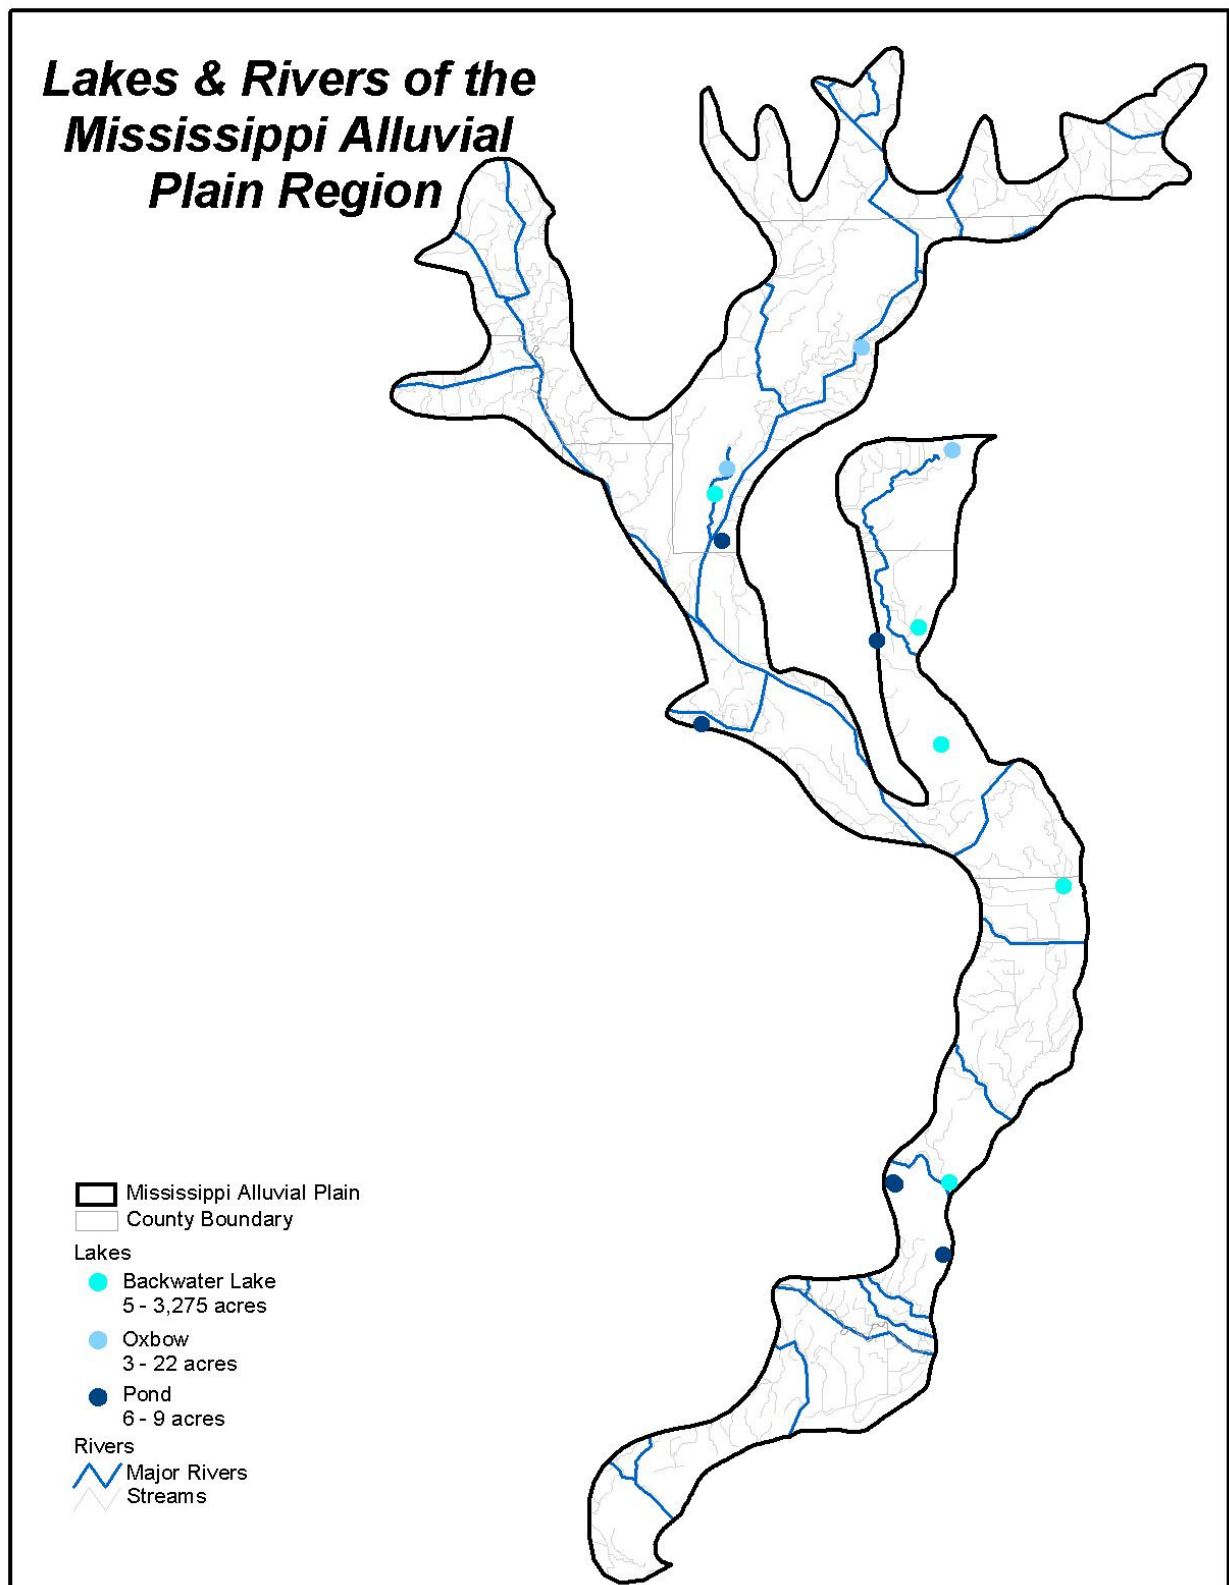 Lakes & Rivers of the
Mississippi Alluvial
Plain Region
Mississippi Alluvial Plain
County Boundary
Lakes
Backwater Lake
5 - 3,275 acres
Oxbow
3 - 22 acres
Pond
6 - 9 acres
Rivers
Major Rivers
Streams